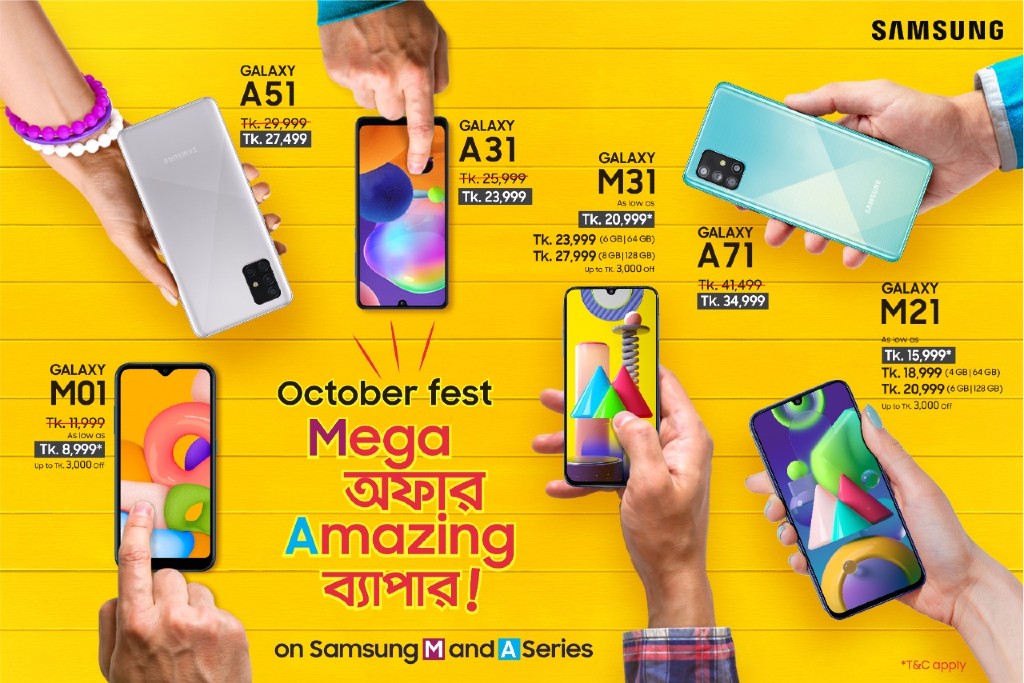 SAMSUNG
GALAXY
A51
Tk. 29,999
Tk. 27,499
GALAXY
A31
Tk. 25,999
Tk. 23,999
GALAXY
M31
As low as
Tk. 20,999*
Tk. 23,999 (6 GB|64 GB)
Tk. 27,999 (8 GB|128 GB)
Up to TK. 3,000 Off
GALAXY
A71
Tk. 41,499
Tk. 34,999
GALAXY
M21
As low as
Tk. 15,999*
Tk. 18,999 (4 GB|64 GB)
Tk. 20,999 (6 GB|128 GB)
Up to TK. 3,000 Off
GALAXY
M01
Tk. 11,999
As low as
Tk. 8,999*
Up to TK. 3,000 Off
SAMSUNG
SAMSUNG
October fest
Mega
অফার
Amazing
ব্যাপার!
on Samsung M and A Series
*T&C apply